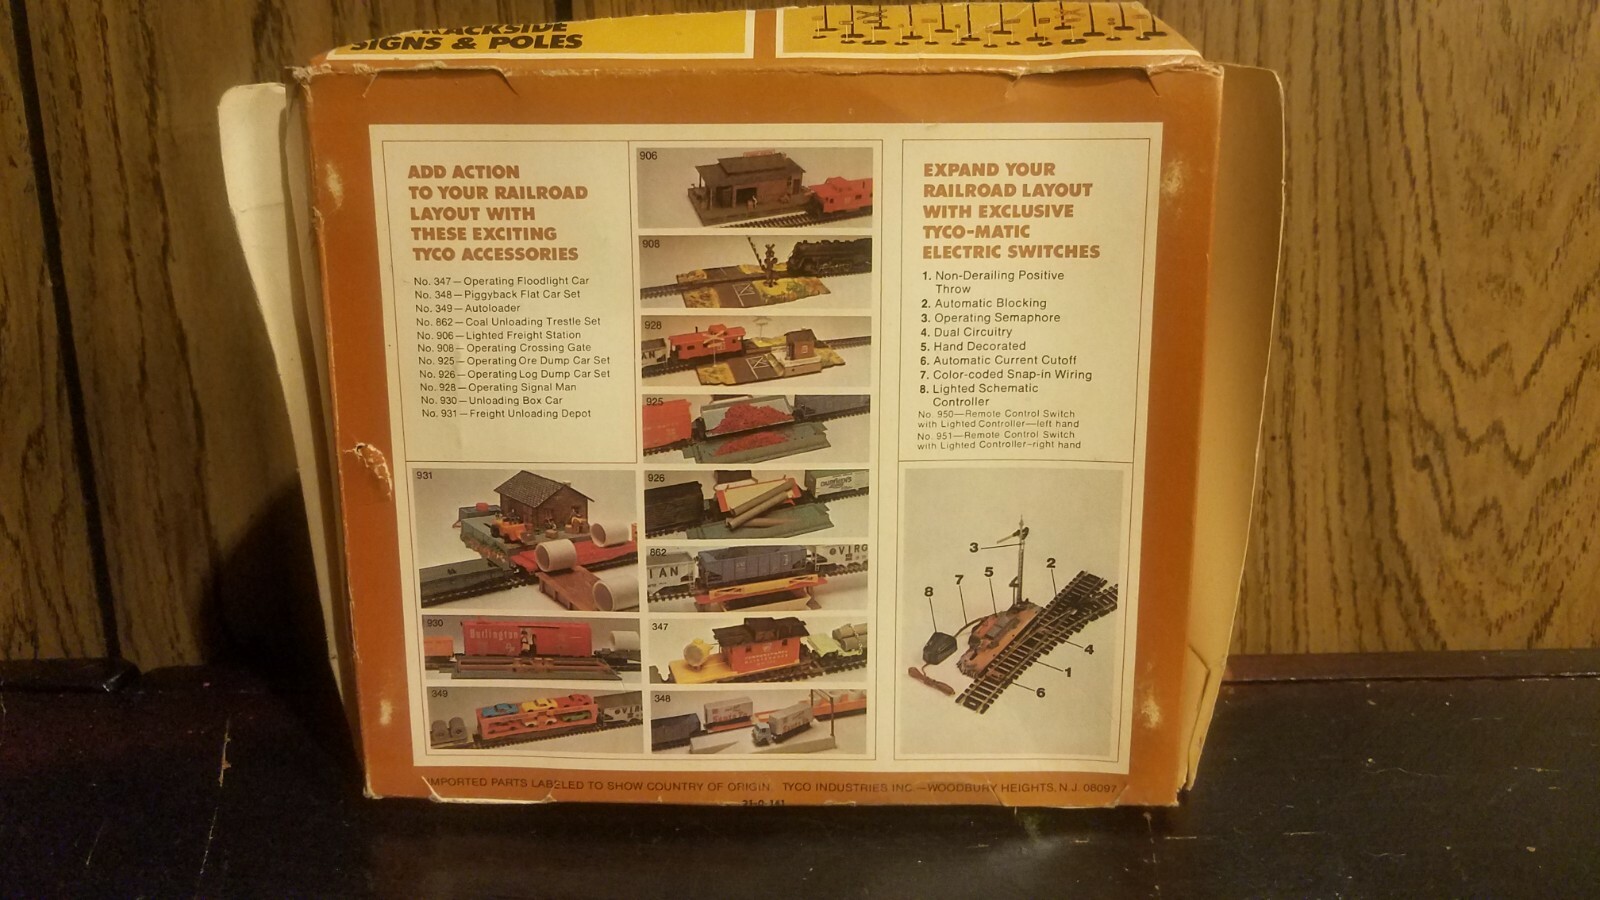 TRACKSIDE
SIGNS & POLES
ADD ACTION
TO YOUR RAILROAD
LAYOUT WITH
THESE EXCITING
TYCO ACCESSORIES
No. 347—Operating Floodlight Car
No. 348—Piggyback Flat Car Set
No. 349—Autoloader
No. 862—Coal Unloading Trestle Set
No. 906—Lighted Freight Station
No. 908—Operating Crossing Gate
No. 925—Operating Ore Dump Car Set
No. 926—Operating Log Dump Car Set
No. 928—Operating Signal Man
No. 930—Unloading Box Car
No. 931—Freight Unloading Depot
931
930
Burlington
349
906
908
928
AN
925
926
862
IAN
VIRG
347
348
EXPAND YOUR
RAILROAD LAYOUT
WITH EXCLUSIVE
TYCO-MATIC
ELECTRIC SWITCHES
1. Non-Derailing Positive
Throw
2. Automatic Blocking
3. Operating Semaphore
4. Dual Circuitry
5. Hand Decorated
6. Automatic Current Cutoff
7. Color-coded Snap-in Wiring
8. Lighted Schematic
Controller
No. 950—Remote Control Switch
with Lighted Controller—left hand
No. 951—Remote Control Switch
with Lighted Controller—right hand
3
2
5
7
8
4
1
6
IMPORTED PARTS LABELED TO SHOW COUNTRY OF ORIGIN. TYCO INDUSTRIES INC.—WOODBURY HEIGHTS, N.J. 08097